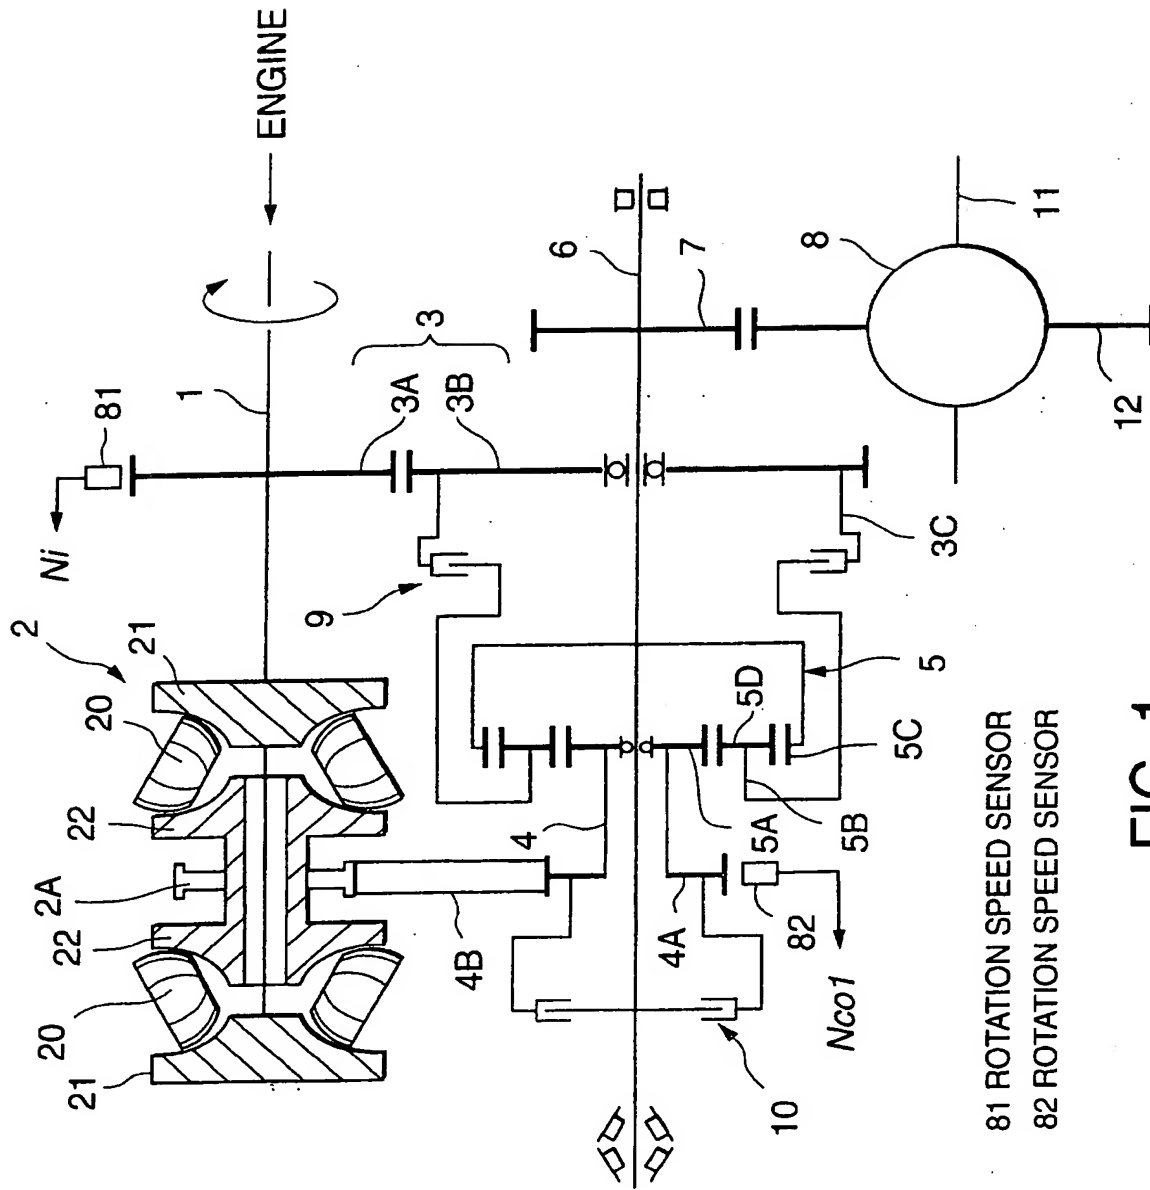 ENGINE
1
81
Ni
2
21
20
22
2A
22
20
21
3
3A
3B
6
7
8
11
12
3C
9
5
5D
5C
4
5A
5B
4B
4A
82
Nco1
10
81 ROTATION SPEED SENSOR
82 ROTATION SPEED SENSOR
FIG. 1